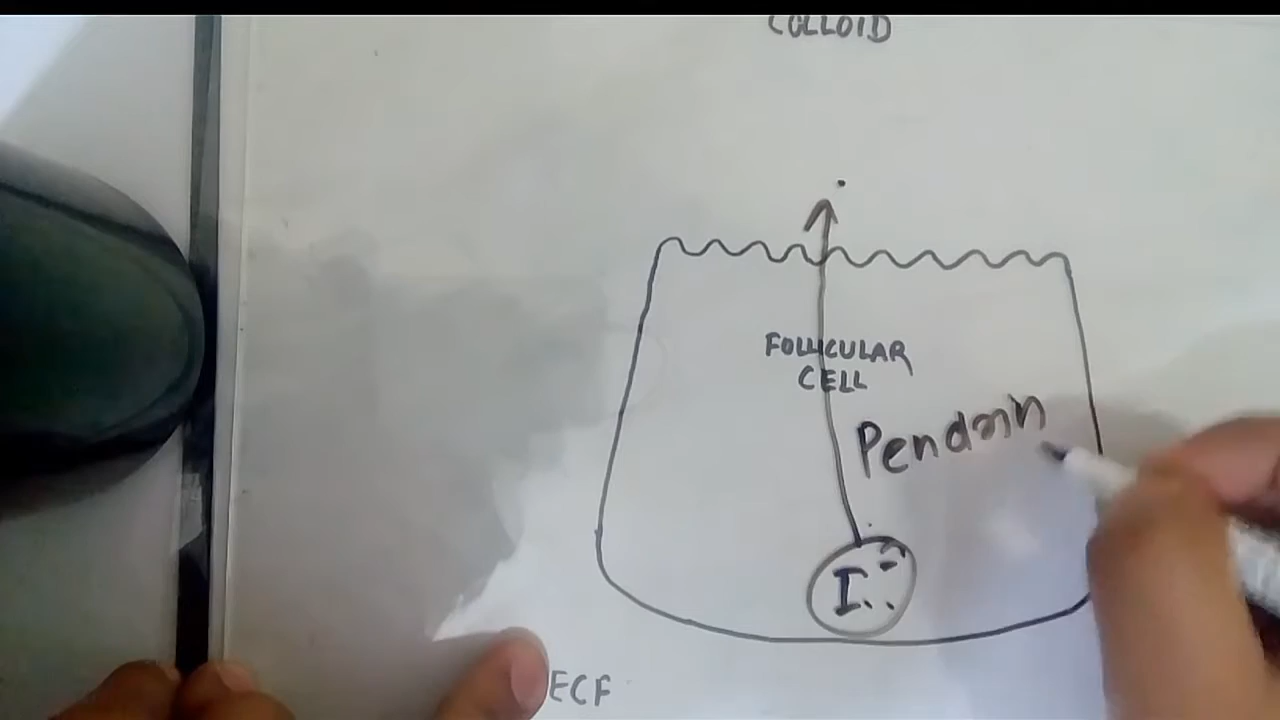 COLLOID
FOLLICULAR
CELL
Pendrin
I-
ECF